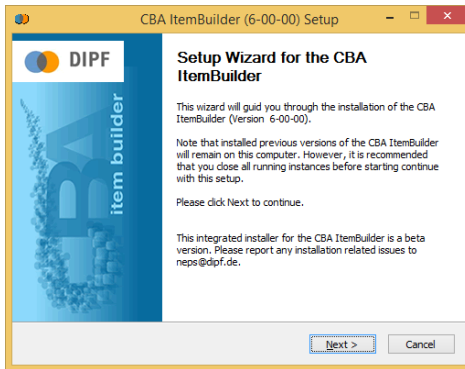 CBA ItemBuilder (6-00-00) Setup
DIPF
CBA
item builder
Setup Wizard for the CBA
ItemBuilder
This wizard will guid you through the installation of the CBA
ItemBuilder (Version 6-00-00).
Note that installed previous versions of the CBA ItemBuilder
will remain on this computer. However, it is recommended
that you close all running instances before starting continue
with this setup.
Please click Next to continue.
This integrated installer for the CBA ItemBuilder is a beta
version. Please report any installation related issues to
neps@dipf.de.
Next >
Cancel